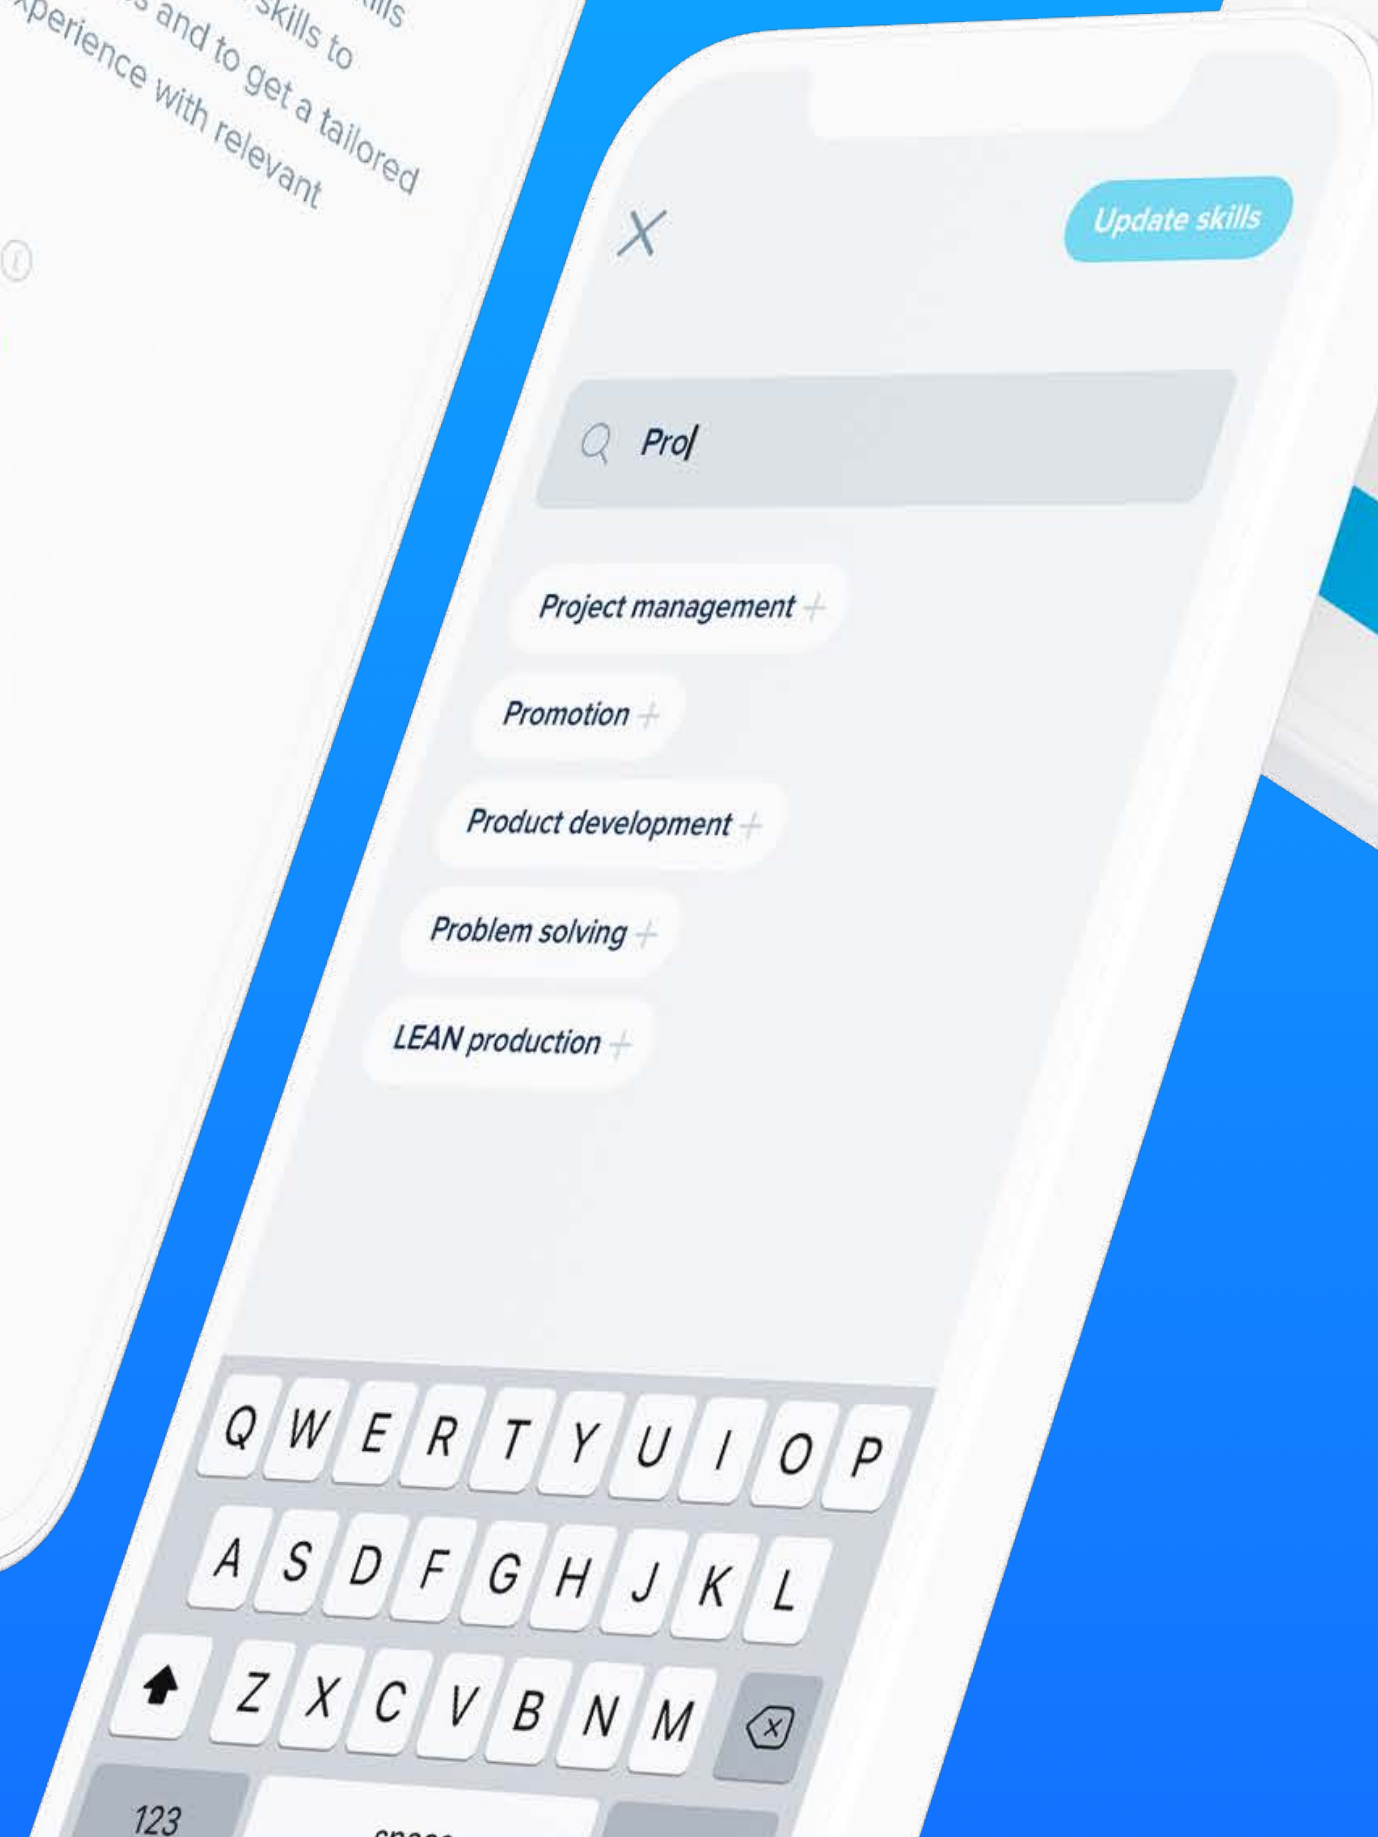 skills to
and to get a tailored
with relevant
Update skills
Pro
Project management +
Promotion +
Product development +
Problem solving +
LEAN production +
Q W E R T Y U I O P
A S D F G H J K L
Z X C V B N M
123